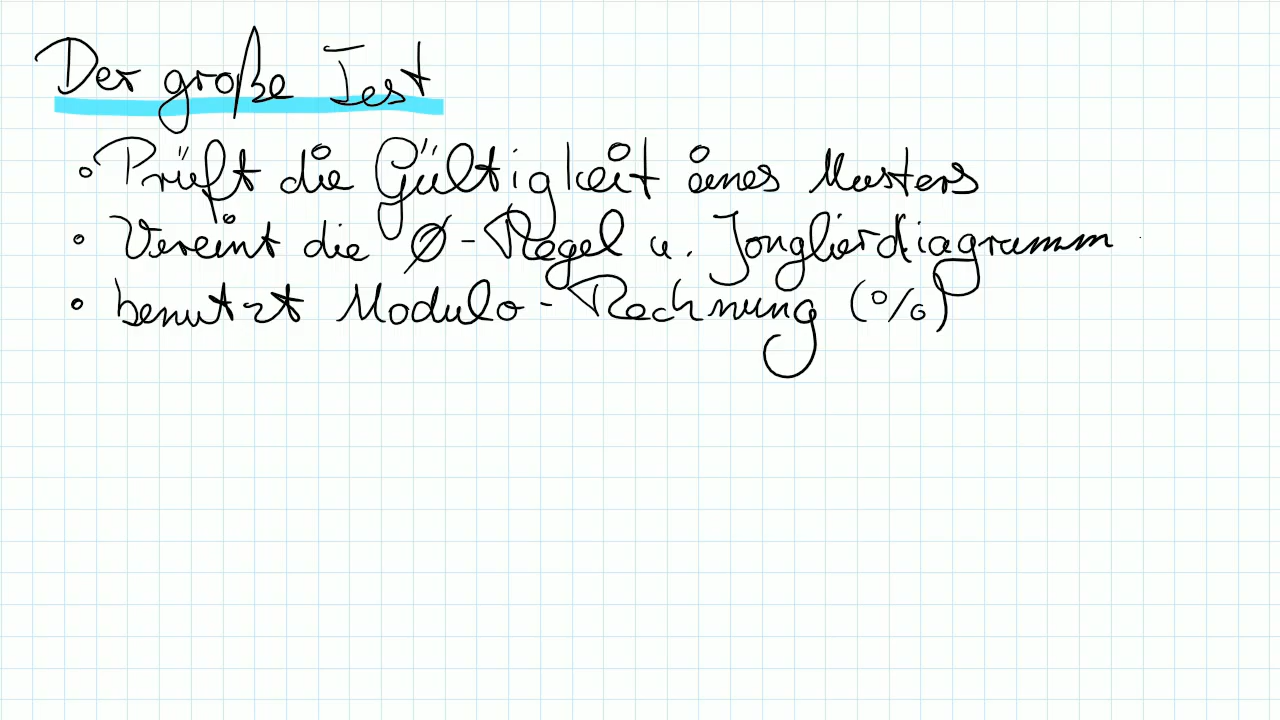 Der große Test
• Prüft die Gültigkeit eines Musters
• Vereint die Ø-Regel u. Jonglierdiagramm
• benutzt Modulo-Rechnung (%)